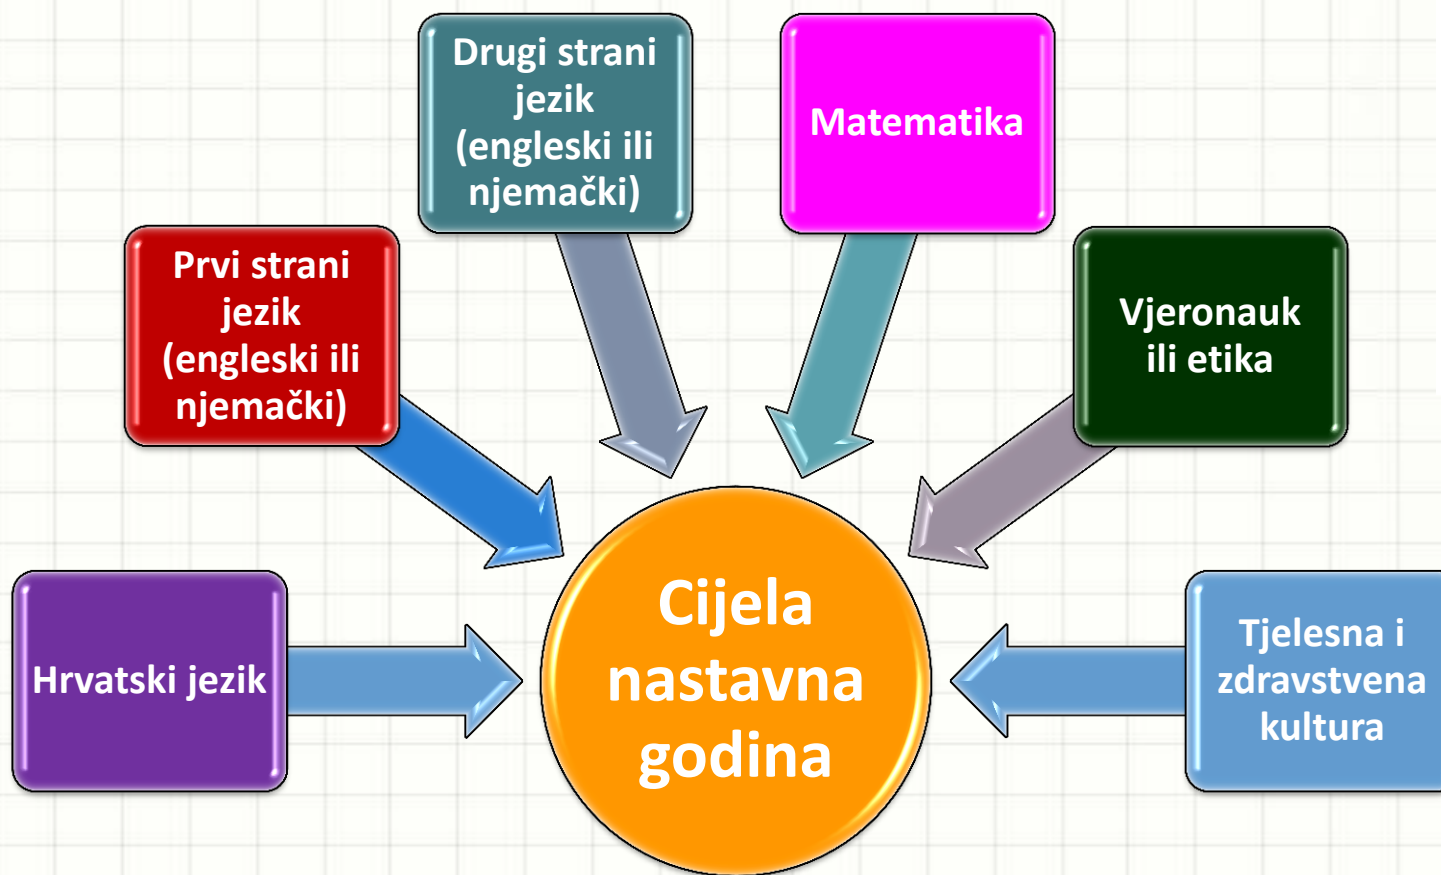 Drugi strani
jezik
(engleski ili
njemački)
Matematika
Prvi strani
jezik
(engleski ili
njemački)
Vjeronauk
ili etika
Hrvatski jezik
Cijela
nastavna
godina
Tjelesna i
zdravstvena
kultura